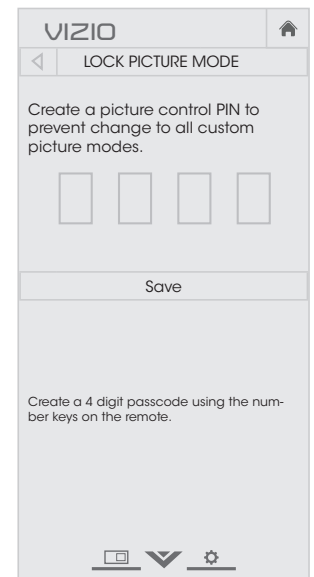 VIZIO
LOCK PICTURE MODE
Create a picture control PIN to
prevent change to all custom
picture modes.
Save
Create a 4 digit passcode using the num-
ber keys on the remote.